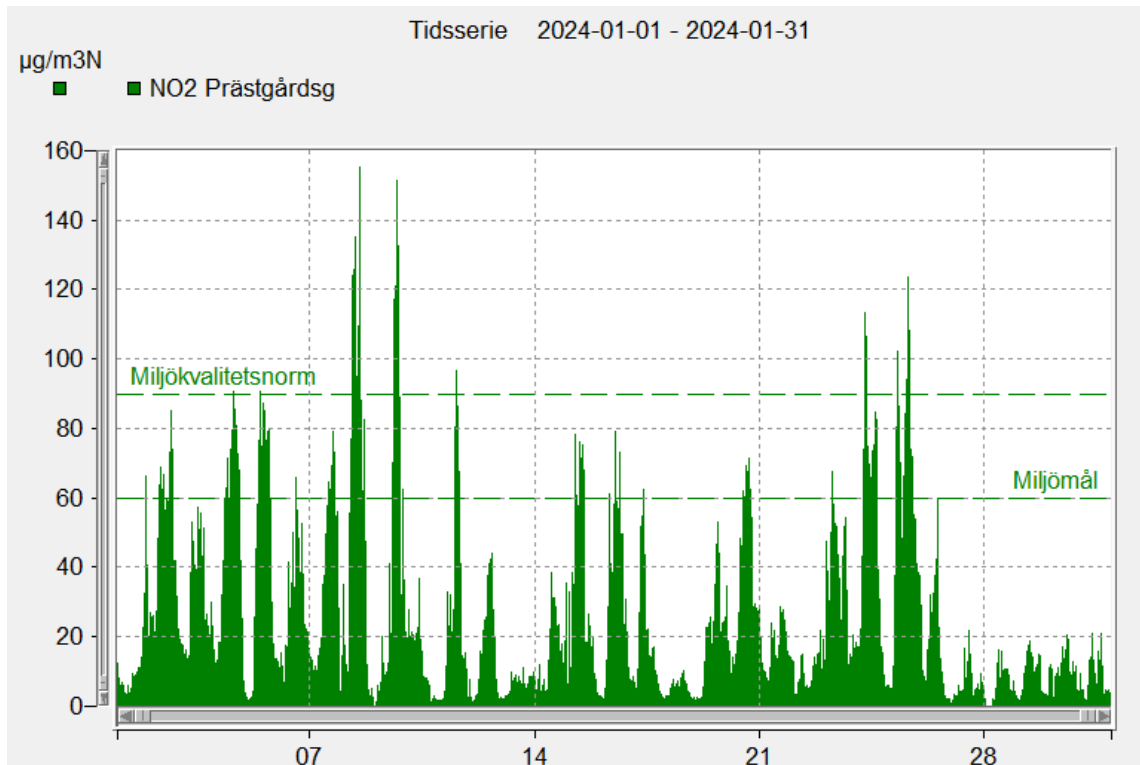 Tidsserie 2024-01-01 - 2024-01-31
µg/m3N
NO2 Prästgårdsg
160
140
120
100
Miljökvalitetsnorm
80
60
Miljömål
40
20
0
07 14 21 28